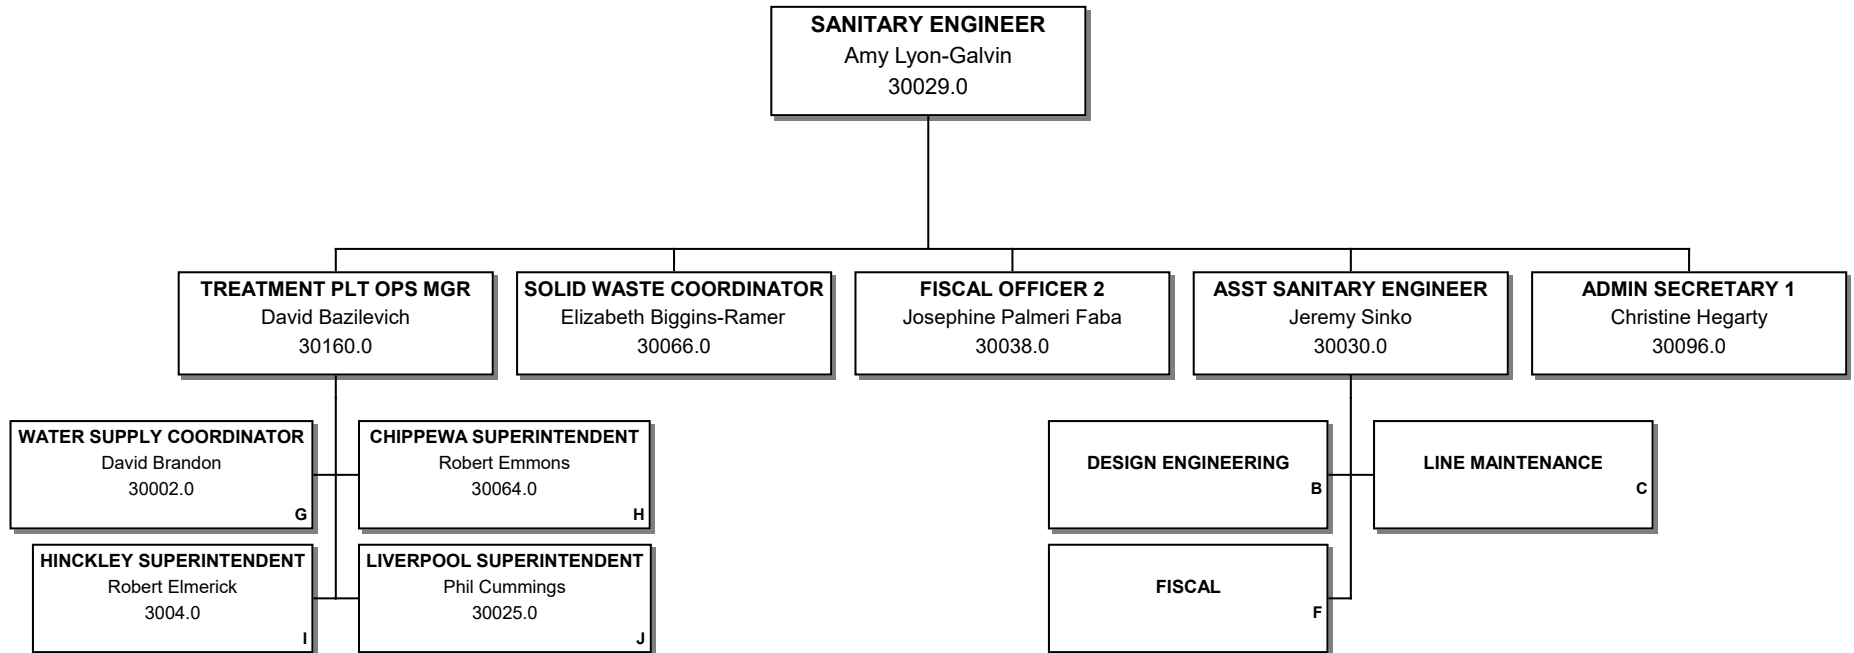 SANITARY ENGINEER
Amy Lyon-Galvin
30029.0
TREATMENT PLT OPS MGR
David Bazilevich
30160.0
SOLID WASTE COORDINATOR
Elizabeth Biggins-Ramer
30066.0
FISCAL OFFICER 2
Josephine Palmeri Faba
30038.0
ASST SANITARY ENGINEER
Jeremy Sinko
30030.0
ADMIN SECRETARY 1
Christine Hegarty
30096.0
WATER SUPPLY COORDINATOR
David Brandon
30002.0
G
CHIPPEWA SUPERINTENDENT
Robert Emmons
30064.0
H
DESIGN ENGINEERING
B
LINE MAINTENANCE
C
HINCKLEY SUPERINTENDENT
Robert Elmerick
3004.0
I
LIVERPOOL SUPERINTENDENT
Phil Cummings
30025.0
J
FISCAL
F